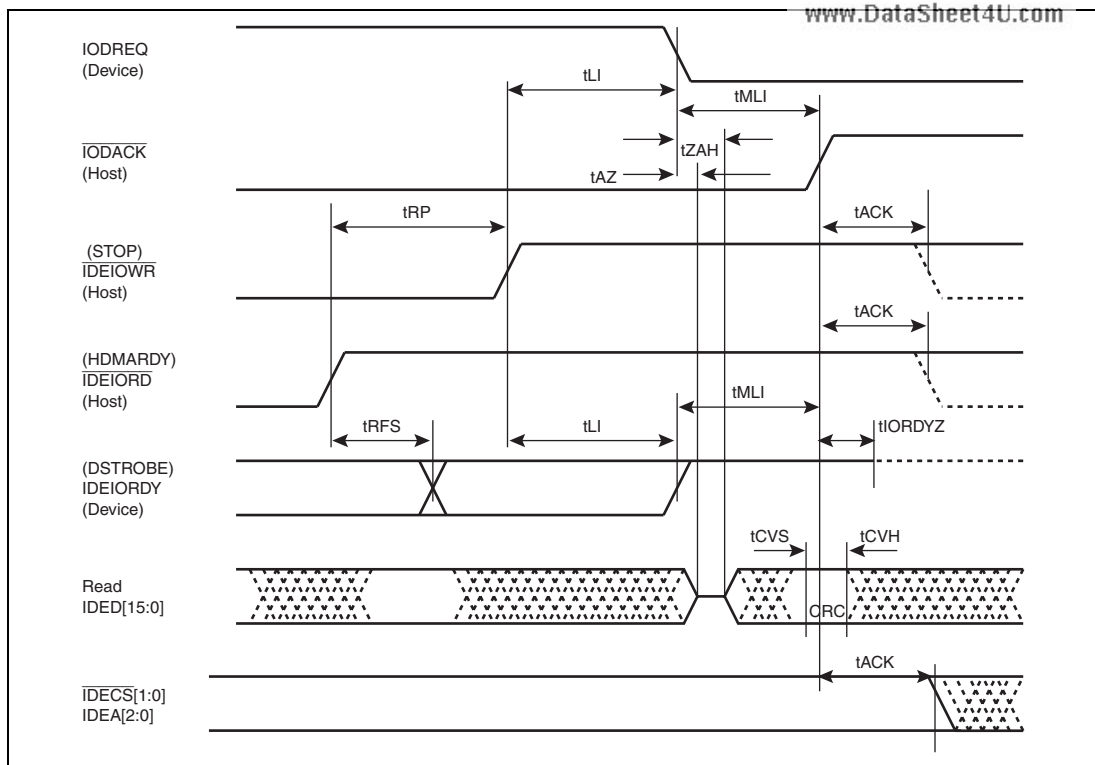 www.DataSheet4U.com
IODREQ
(Device)
tLI
tMLI
IODACK
(Host)
tZAH
tAZ
tRP
tACK
(STOP)
IDEIOWR
(Host)
tACK
(HDMARDY)
IDEIORD
(Host)
tMLI
tRFS
tLI
tIORDYZ
(DSTROBE)
IDEIORDY
(Device)
tCVS
tCVH
Read
IDED[15:0]
CRC
tACK
IDECS[1:0]
IDEA[2:0]